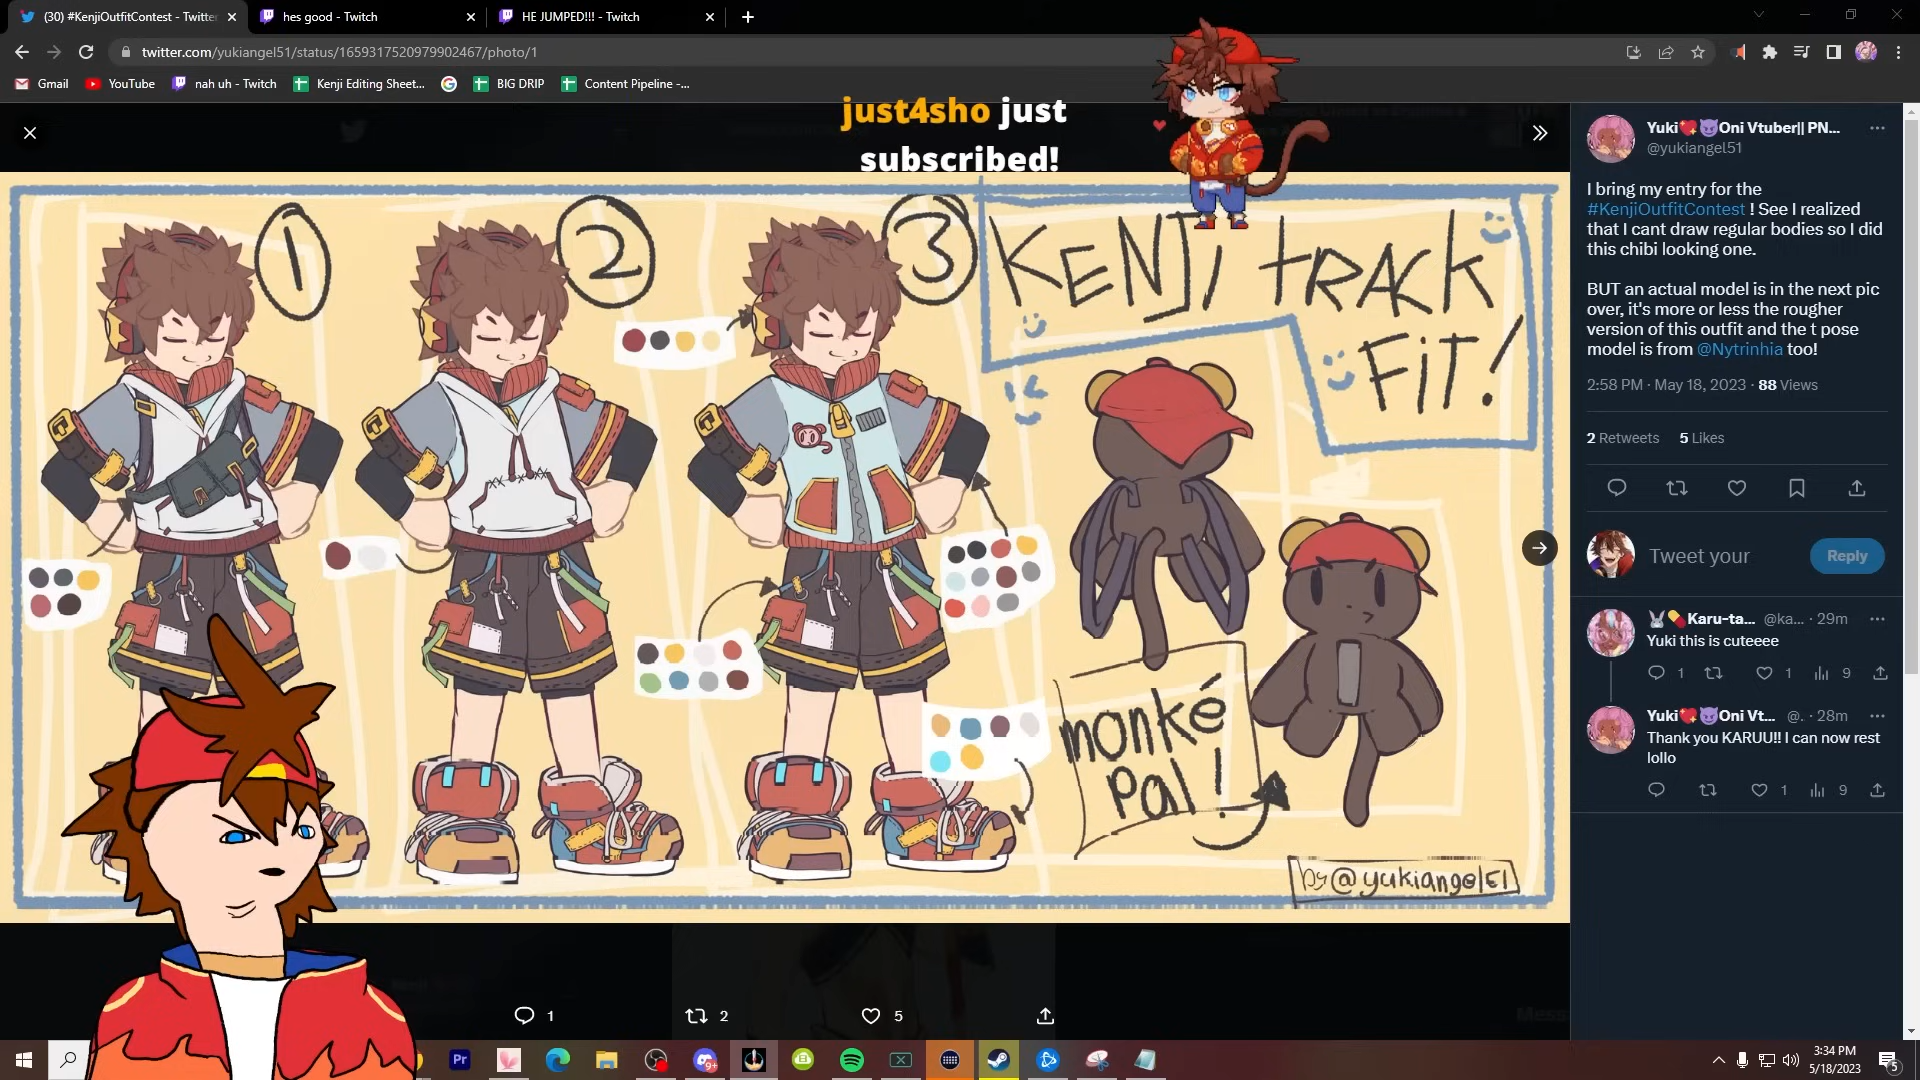 (30) #KenjiOutfitContest - Twitter
hes good - Twitch
HE JUMPED!!! - Twitch
twitter.com/yukiangel51/status/1659317520979902467/photo/1
Gmail
YouTube
nah uh - Twitch
Kenji Editing Sheet...
BIG DRIP
Content Pipeline -...
just4sho just
subscribed!
1
2
3
KENJi tRACK
FiT!
monké
Pal!
by @yukiangel51
1
2
5
Yuki💖😈Oni Vtuber|| PN...
@yukiangel51
I bring my entry for the
#KenjiOutfitContest ! See I realized
that I cant draw regular bodies so I did
this chibi looking one.
BUT an actual model is in the next pic
over, it's more or less the rougher
version of this outfit and the t pose
model is from @Nytrinhia too!
2:58 PM · May 18, 2023 · 88 Views
2 Retweets 5 Likes
Tweet your
Reply
🐰💊Karu-ta... @ka... · 29m
Yuki this is cuteeee
1 1 9
Yuki💖😈Oni Vt... @. · 28m
Thank you KARUU!! I can now rest
lollo
1 9
Pr
9+
3:34 PM
5/18/2023
5